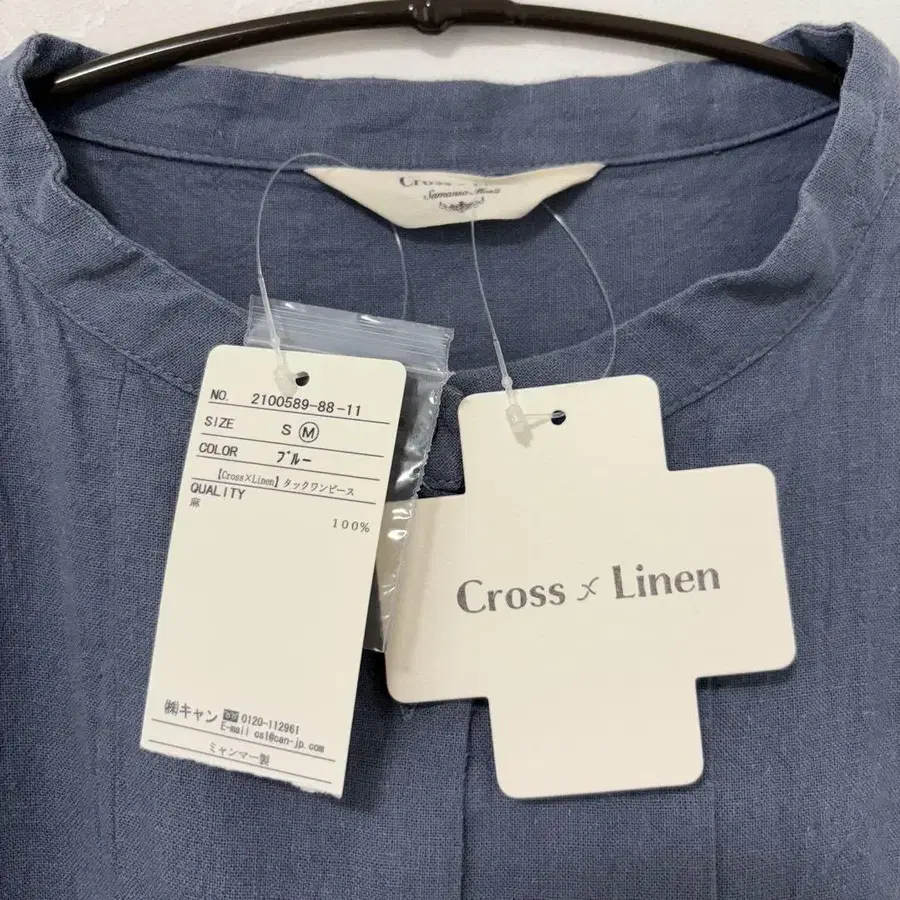 Cross × Linen
Samansa Mos2
NO. 2100589-88-11
SIZE S Ⓜ
COLOR ブルー
【Cross×Linen】タックワンピース
QUALITY
麻
100%
㈱キャン ☎ 0120-112961
E-mail csl@can-jp.com
ミャンマー製
Cross × Linen